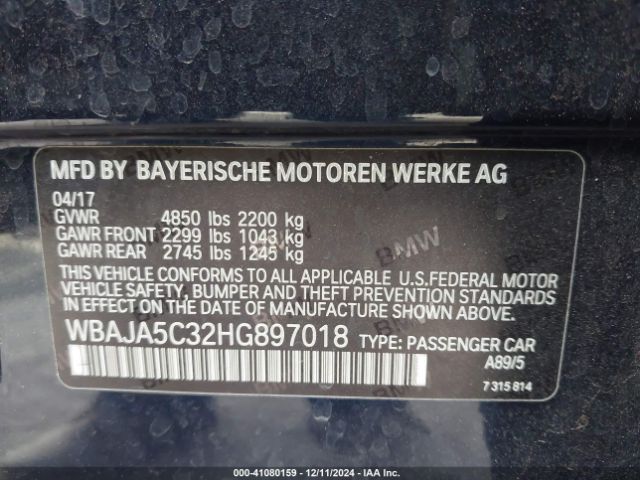 MFD BY BAYERISCHE MOTOREN WERKE AG
04/17
GVWR 4850 lbs 2200 kg
GAWR FRONT 2299 lbs 1043 kg
GAWR REAR 2745 lbs 1245 kg
THIS VEHICLE CONFORMS TO ALL APPLICABLE U.S.FEDERAL MOTOR
VEHICLE SAFETY, BUMPER AND THEFT PREVENTION STANDARDS
IN EFFECT ON THE DATE OF MANUFACTURE SHOWN ABOVE.
WBAJA5C32HG897018 TYPE: PASSENGER CAR
A89/5
7 315 814
BMW
BMW
000-41080159 - 12/11/2024 - IAA Inc.